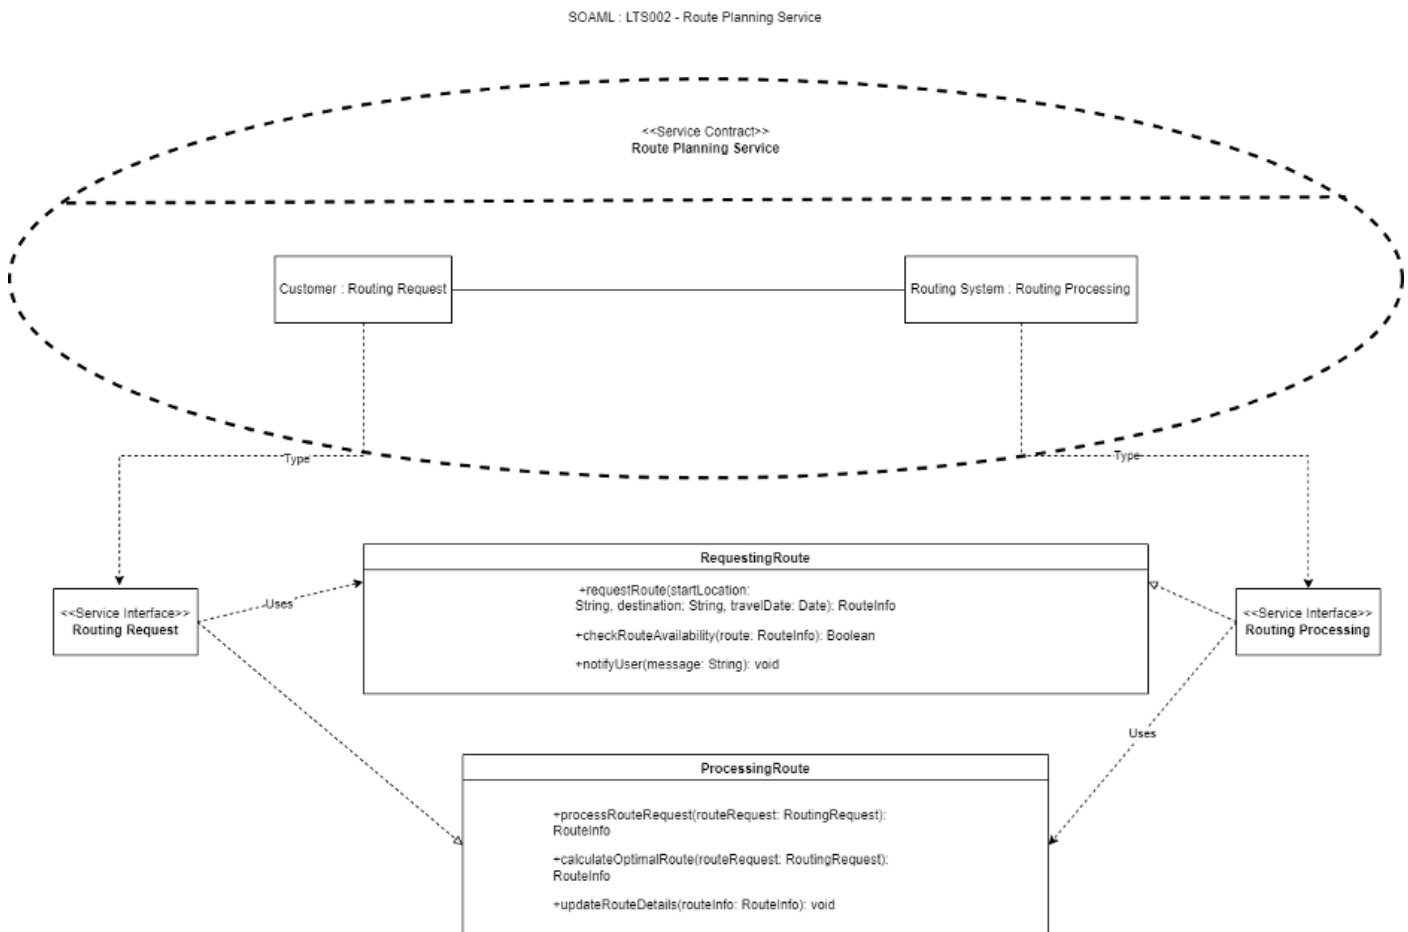 SOAML : LTS002 - Route Planning Service
<<Service Contract>>
Route Planning Service
Customer : Routing Request
Routing System : Routing Processing
Type
Type
RequestingRoute
+requestRoute(startLocation:
String, destination: String, travelDate: Date): RouteInfo
+checkRouteAvailability(route: RouteInfo): Boolean
+notifyUser(message: String): void
<<Service Interface>>
Routing Request
Uses
<<Service Interface>>
Routing Processing
Uses
ProcessingRoute
+processRouteRequest(routeRequest: RoutingRequest):
RouteInfo
+calculateOptimalRoute(routeRequest: RoutingRequest):
RouteInfo
+updateRouteDetails(routeInfo: RouteInfo): void